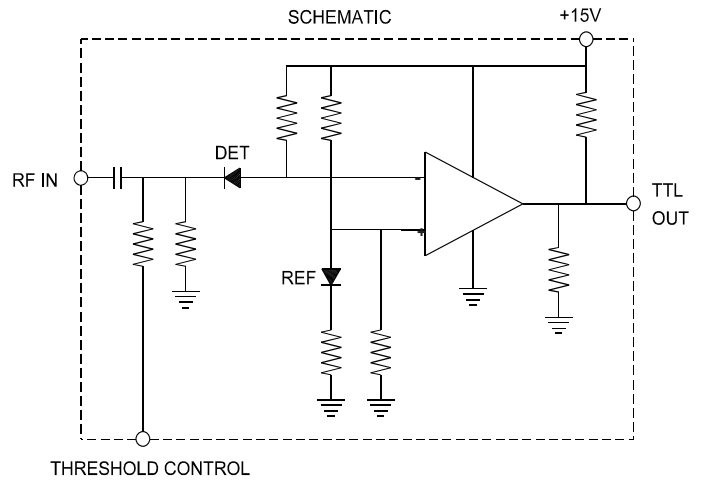 SCHEMATIC
+15V
DET
RF IN
-
TTL
OUT
+
REF
THRESHOLD CONTROL